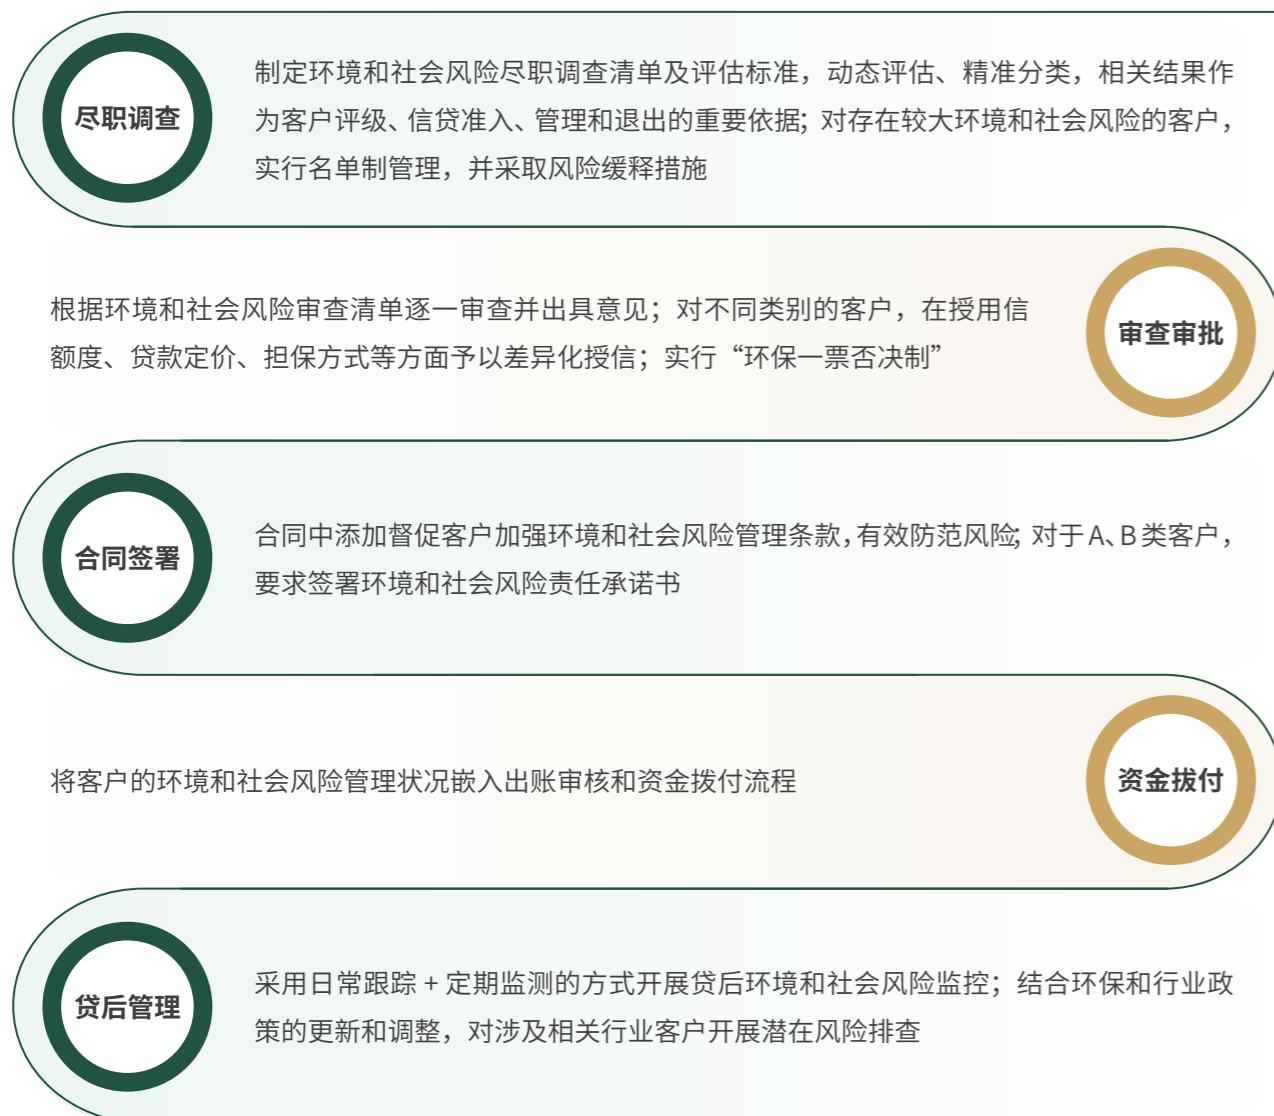 尽职调查
制定环境和社会风险尽职调查清单及评估标准，动态评估、精准分类，相关结果作
为客户评级、信贷准入、管理和退出的重要依据；对存在较大环境和社会风险的客户，
实行名单制管理，并采取风险缓释措施
根据环境和社会风险审查清单逐一审查并出具意见；对不同类别的客户，在授用信
额度、贷款定价、担保方式等方面予以差异化授信；实行“环保一票否决制”
审查审批
合同签署
合同中添加督促客户加强环境和社会风险管理条款，有效防范风险；对于 A、B 类客户，
要求签署环境和社会风险责任承诺书
将客户的环境和社会风险管理状况嵌入出账审核和资金拨付流程
资金拨付
贷后管理
采用日常跟踪 + 定期监测的方式开展贷后环境和社会风险监控；结合环保和行业政
策的更新和调整，对涉及相关行业客户开展潜在风险排查